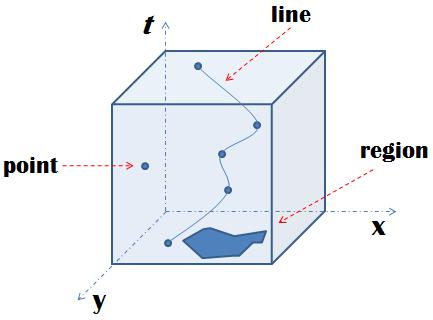 t
line
point
region
x
y